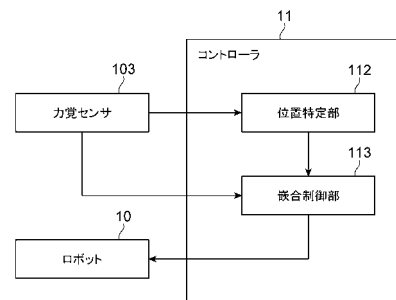 11
コントローラ
103
力覚センサ
112
位置特定部
113
嵌合制御部
10
ロボット